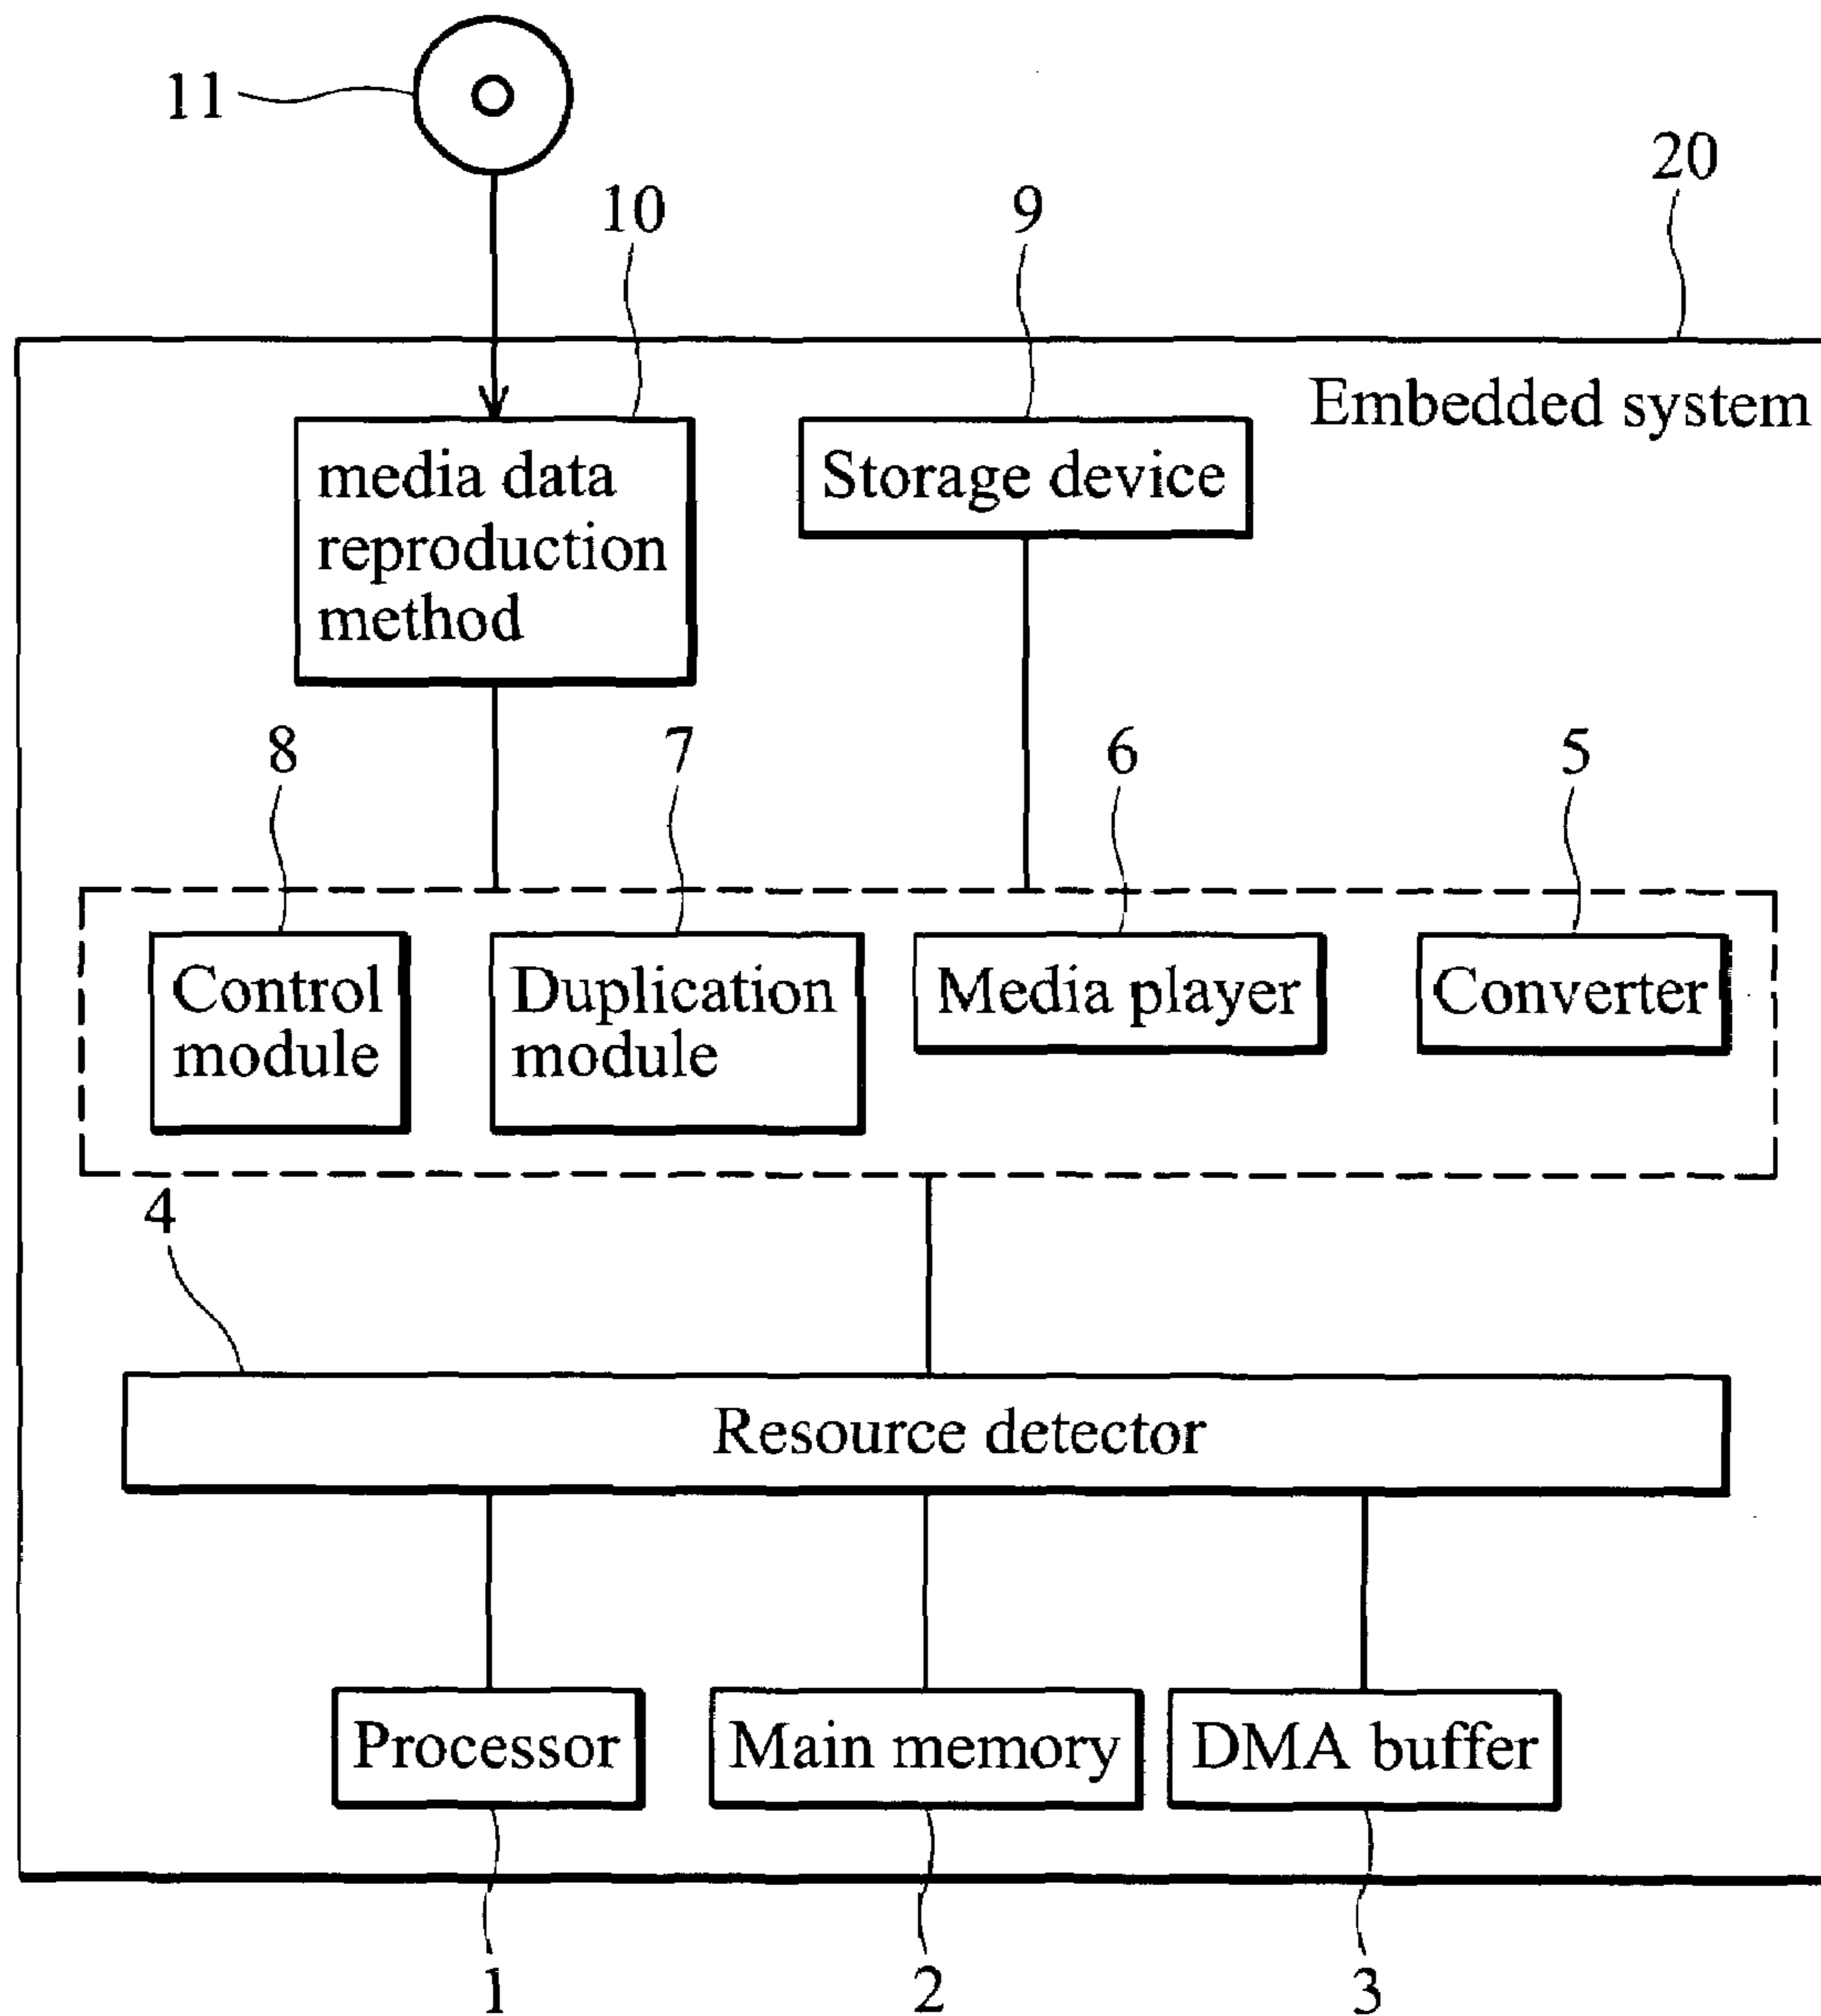 11
20
10
9
Embedded system
media data
reproduction
method
Storage device
8
7
6
5
Control
module
Duplication
module
Media player
Converter
4
Resource detector
Processor
Main memory
DMA buffer
1
2
3